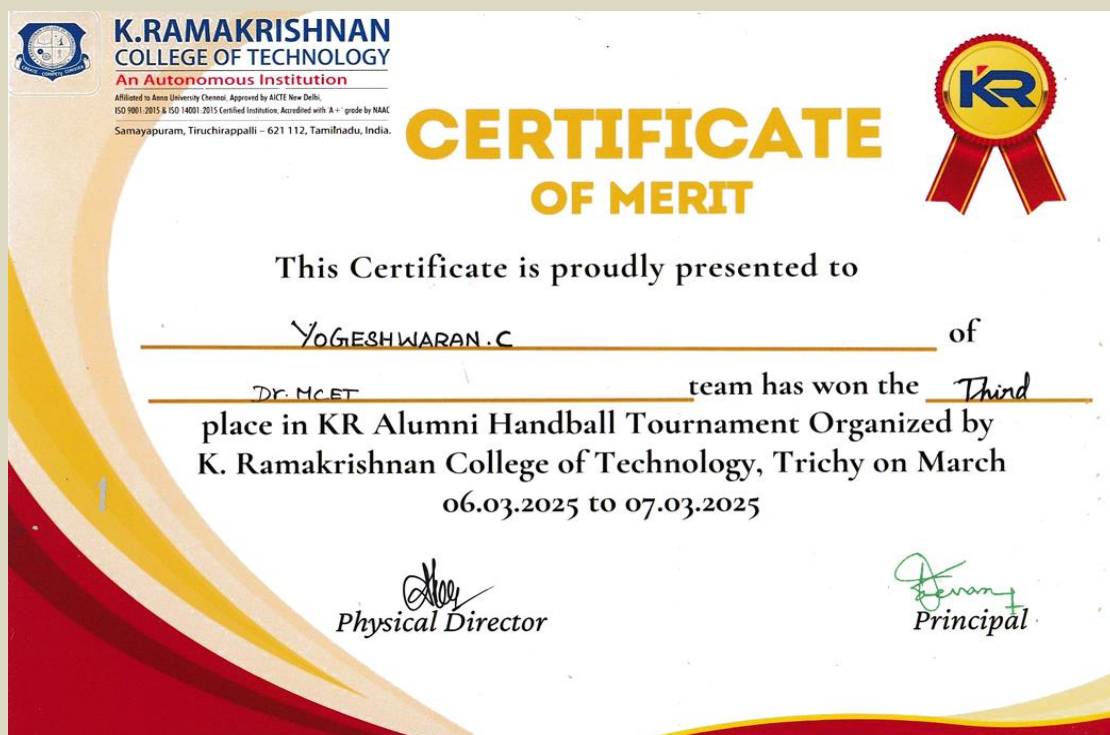 K.RAMAKRISHNAN
COLLEGE OF TECHNOLOGY
An Autonomous Institution
Affiliated to Anna University Chennai, Approved by AICTE New Delhi,
ISO 9001:2015 & ISO 14001:2015 Certified Institution, Accredited with 'A+' grade by NAAC
Samayapuram, Tiruchirappalli – 621 112, Tamilnadu, India.
KR
CERTIFICATE
OF MERIT
This Certificate is proudly presented to
YOGESHWARAN.C of
Dr. MCET team has won the Third
place in KR Alumni Handball Tournament Organized by
K. Ramakrishnan College of Technology, Trichy on March
06.03.2025 to 07.03.2025
Physical Director
Principal